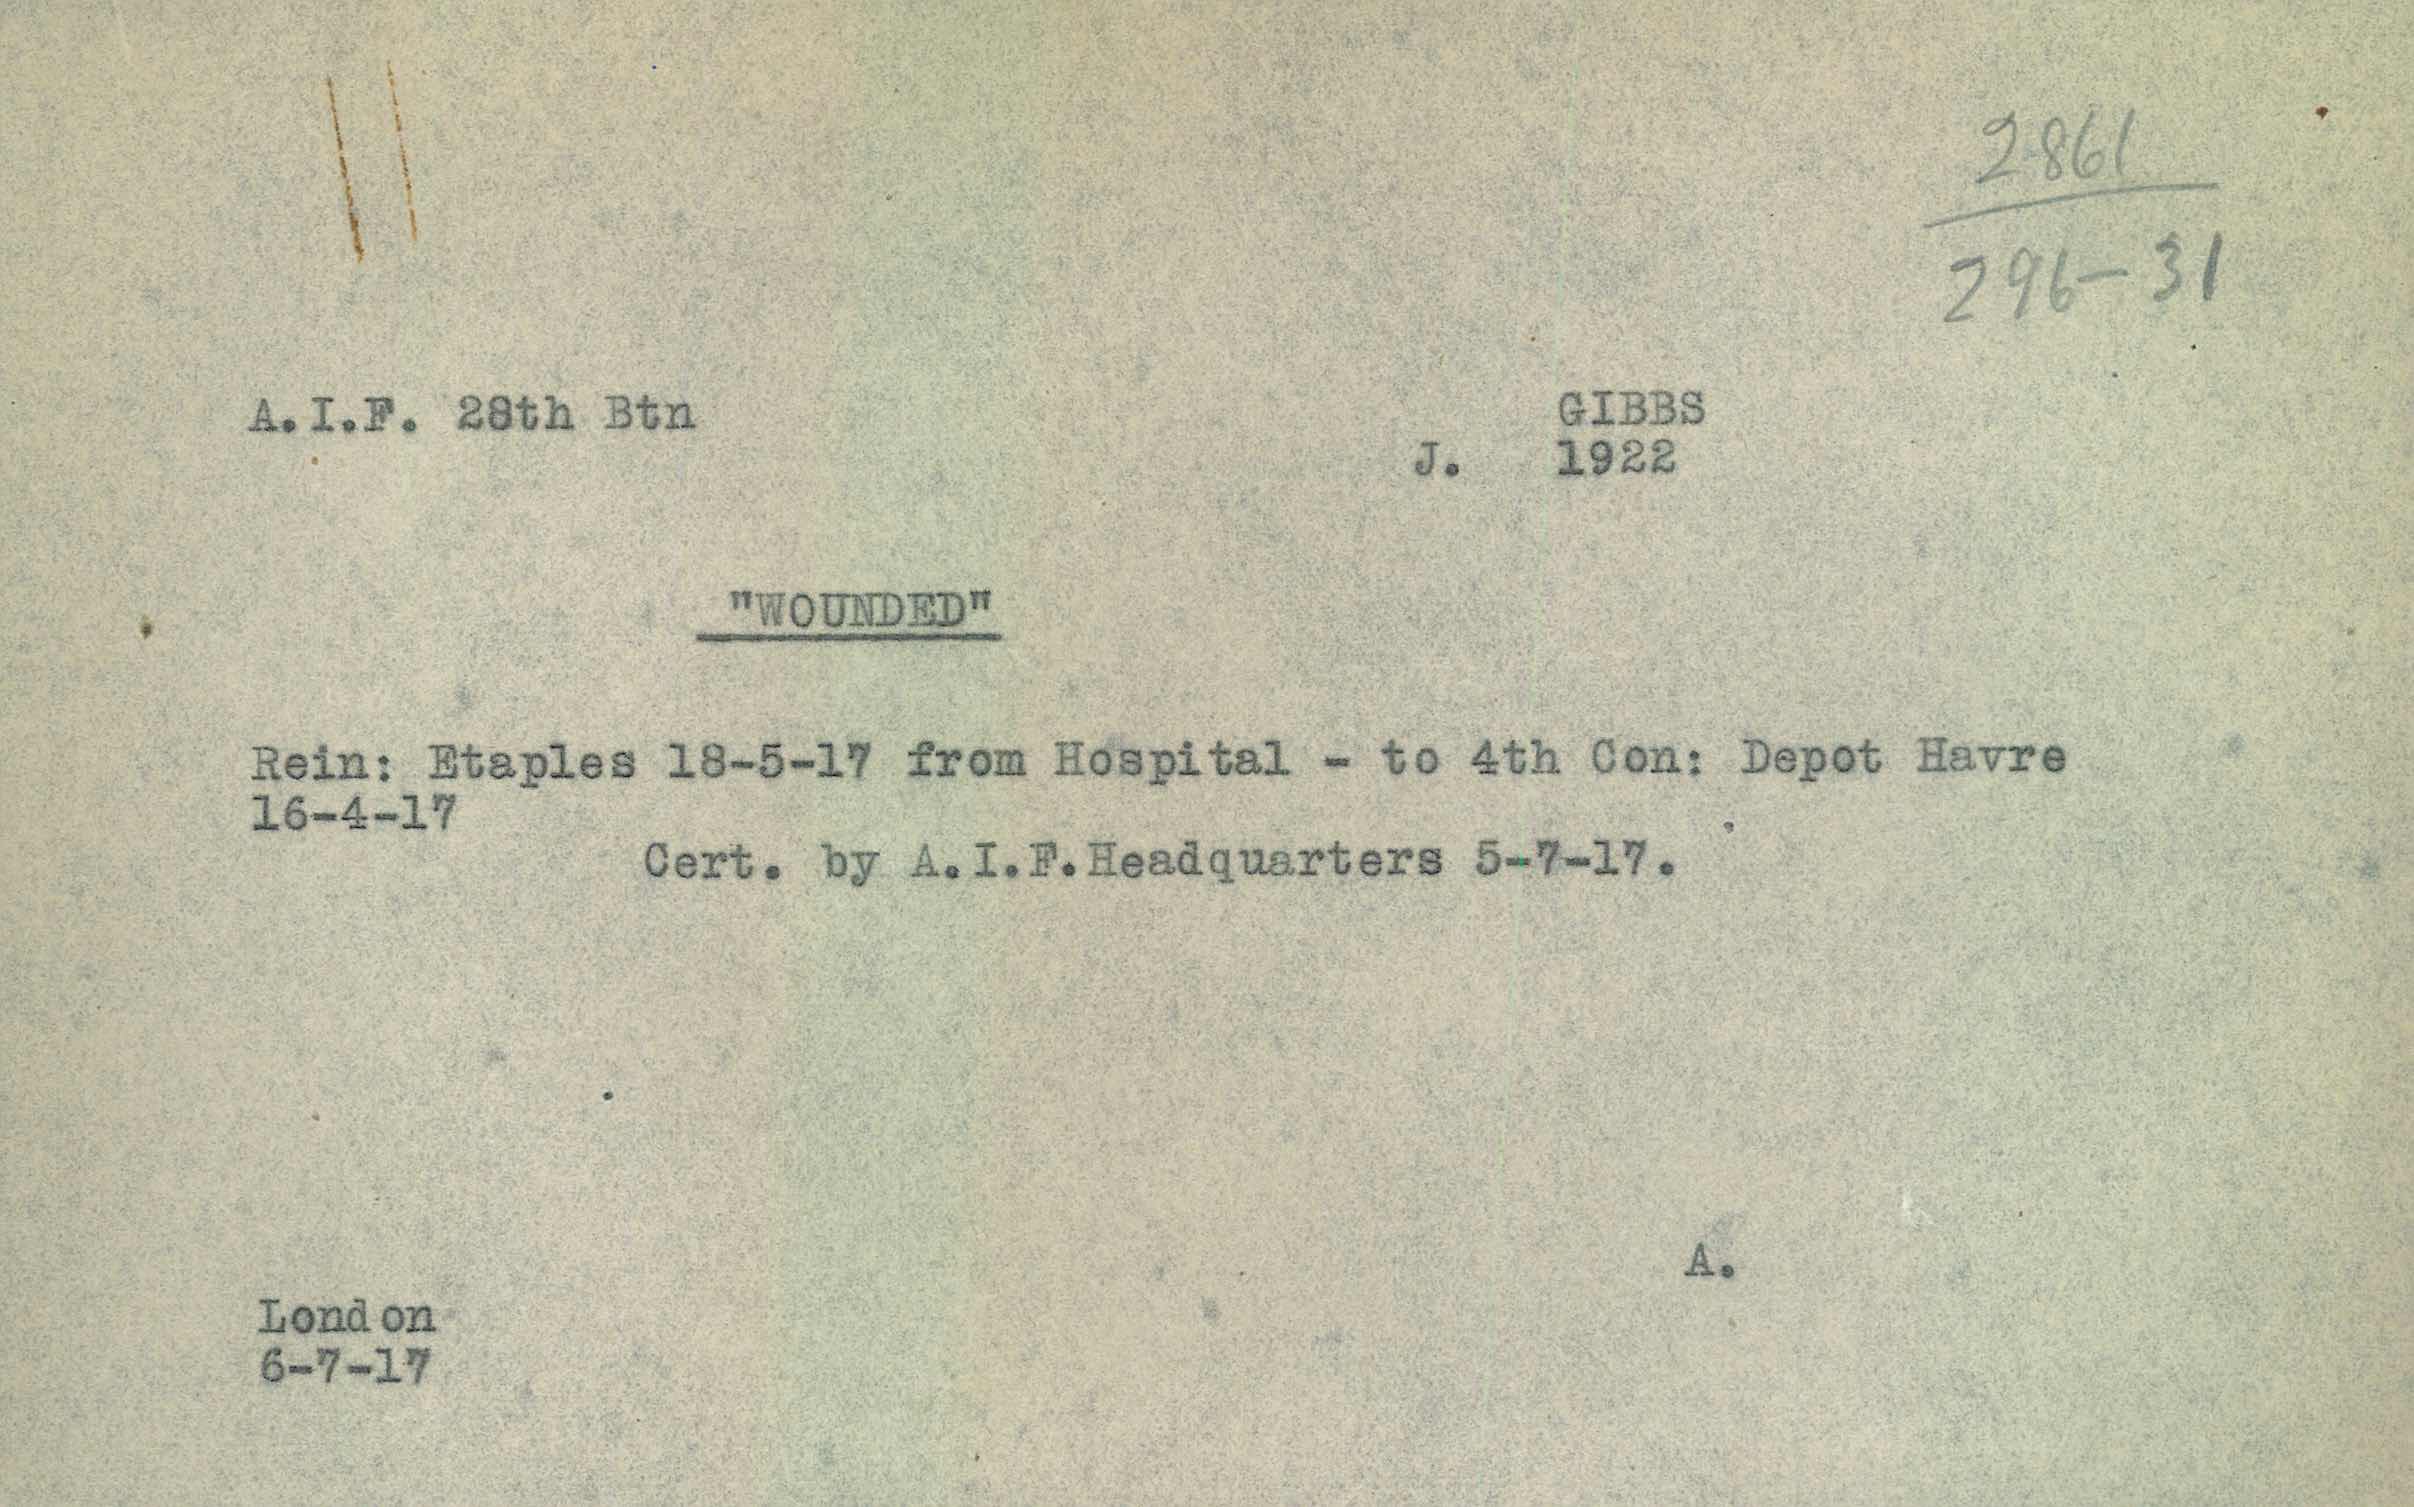 2861
296-31
A.I.F. 28th Btn
GIBBS
J. 1922
"WOUNDED"
Rein: Etaples 18-5-17 from Hospital - to 4th Con: Depot Havre
16-4-17
Cert. by A.I.F.Headquarters 5-7-17.
A.
London
6-7-17